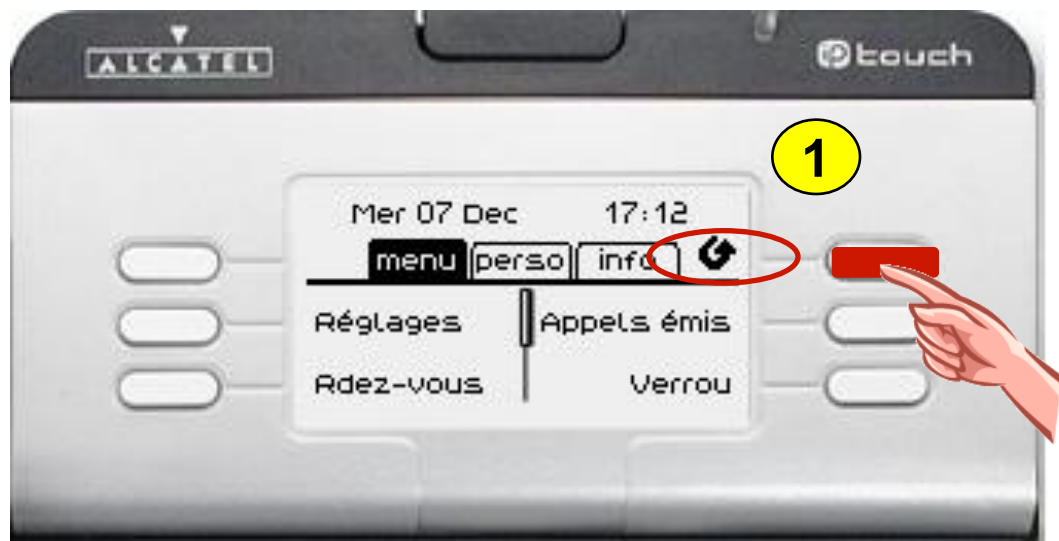 ALCATEL
touch
1
Mer 07 Dec 17:12
menu perso info
Réglages Appels émis
Rdez-vous Verrou